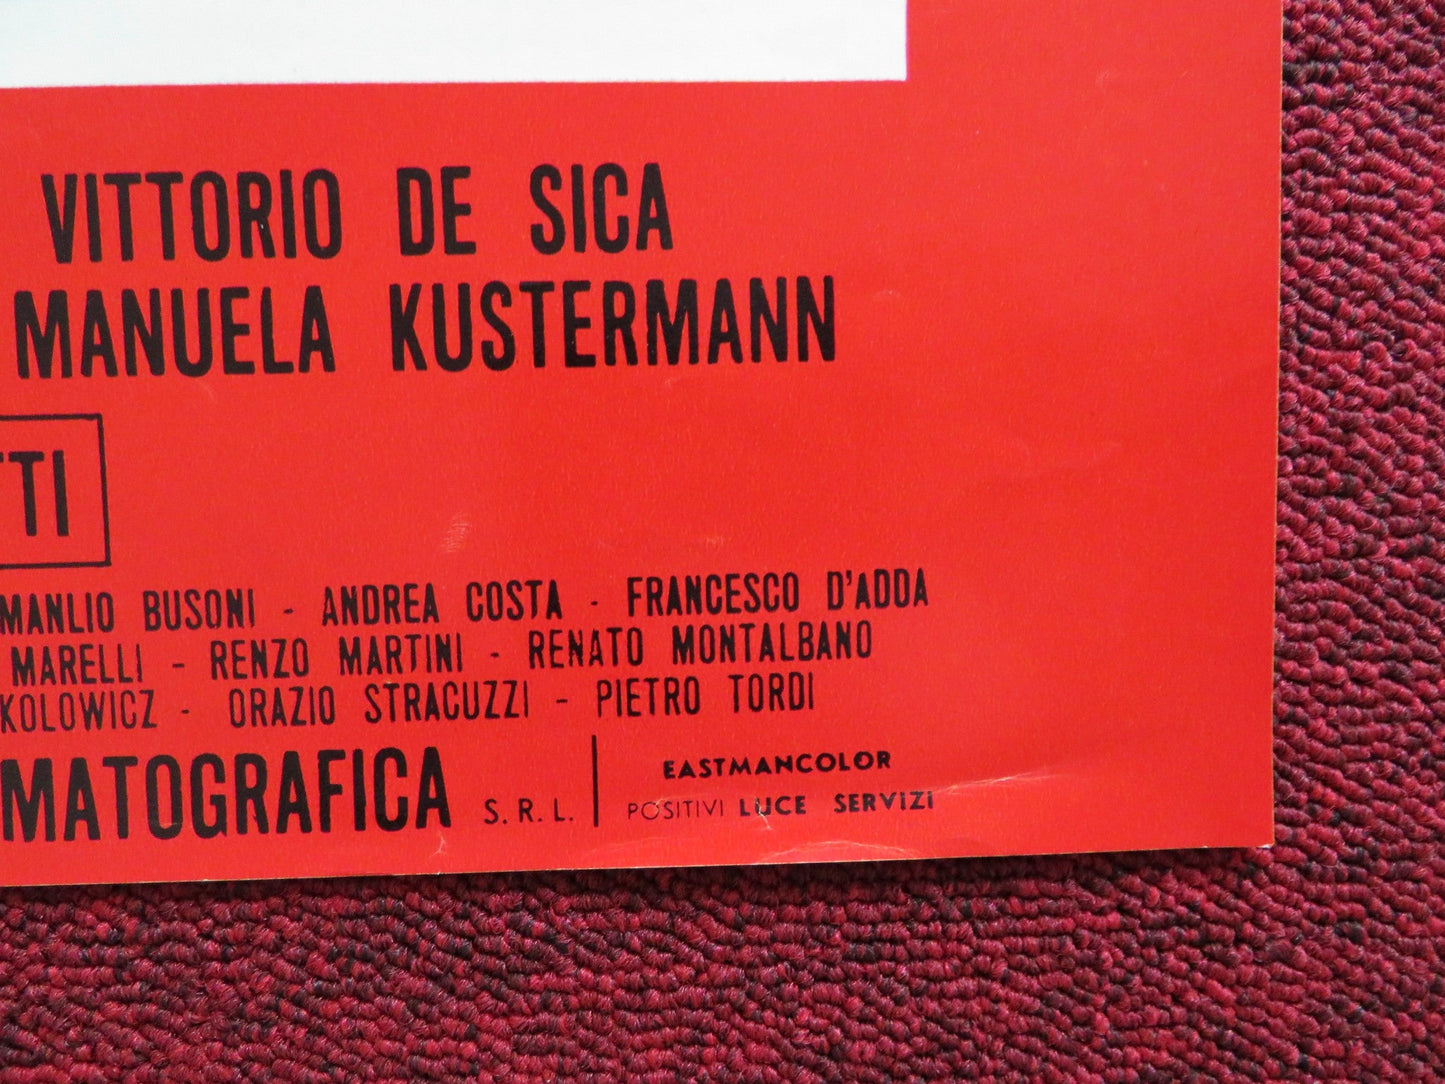 VITTORIO DE SICA
MANUELA KUSTERMANN
TTI
MANLIO BUSONI - ANDREA COSTA - FRANCESCO D'ADDA
MARELLI - RENZO MARTINI - RENATO MONTALBANO
KOLOWICZ - ORAZIO STRACUZZI - PIETRO TORDI
MATOGRAFICA S.R.L.
EASTMANCOLOR
POSITIVI LUCE SERVIZI